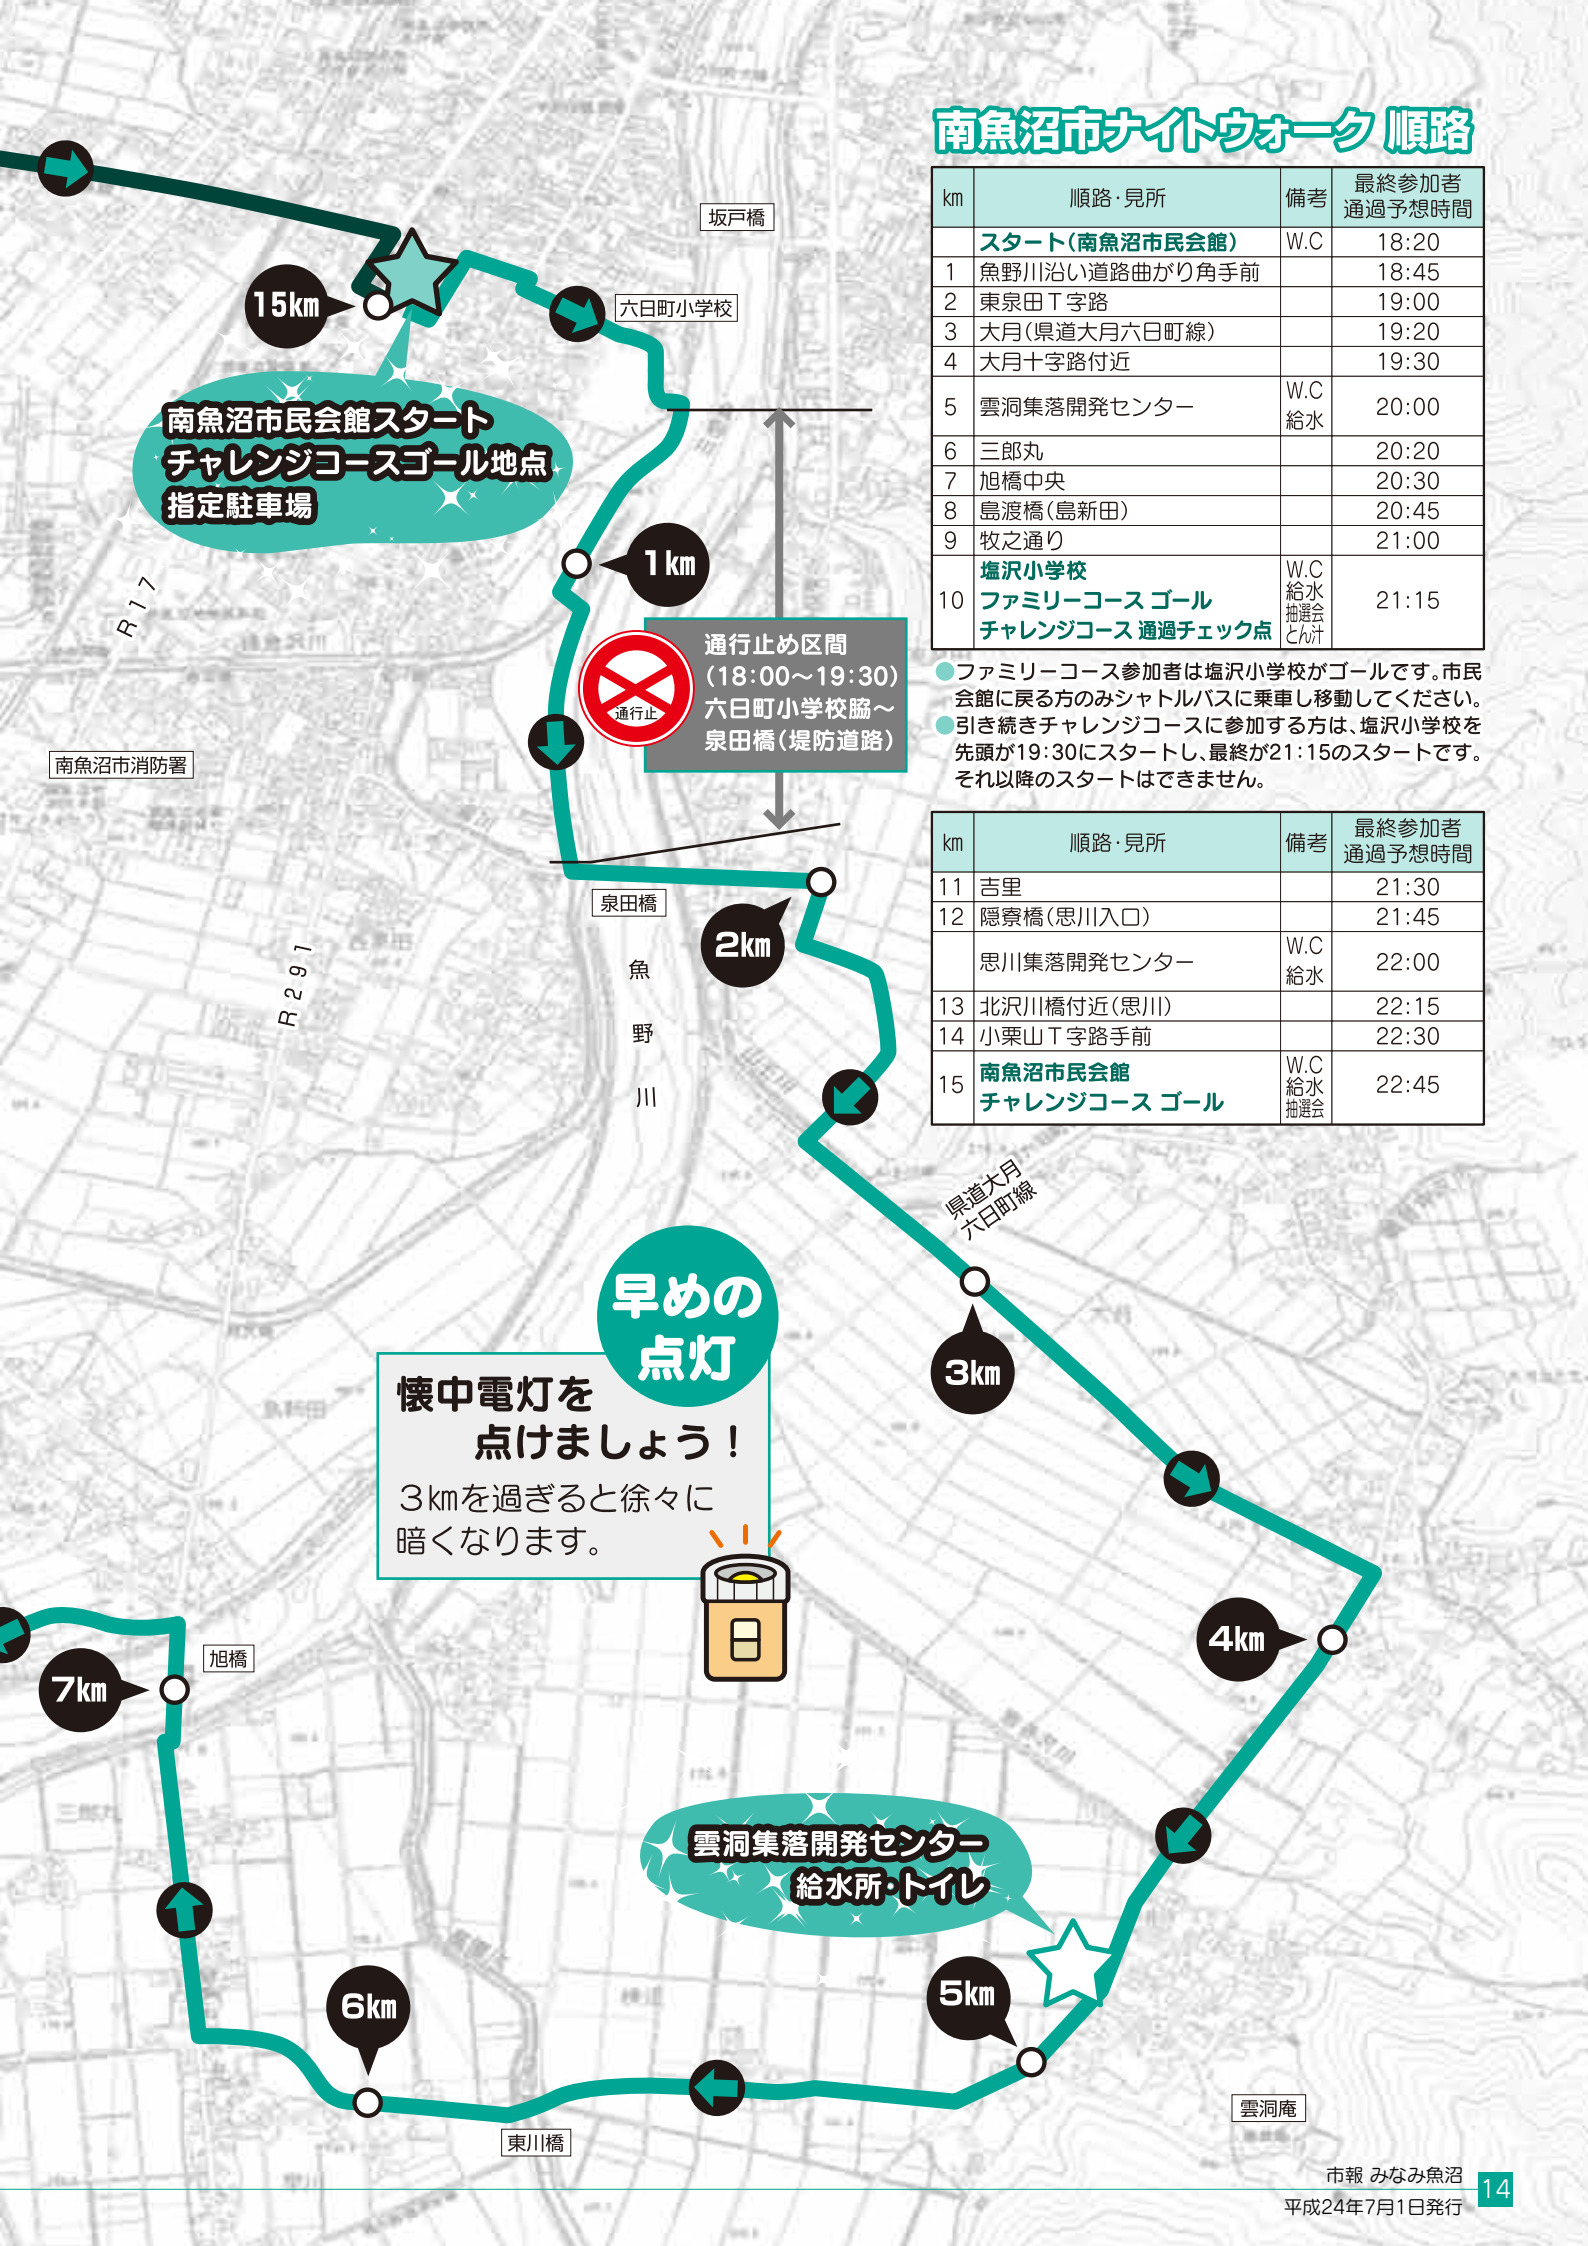 南魚沼市ナイトウォーク 順路
km 順路・見所 備考 最終参加者通過予想時間
スタート(南魚沼市民会館) W.C 18:20
1 魚野川沿い道路曲がり角手前 18:45
2 東泉田T字路 19:00
3 大月(県道大月六日町線) 19:20
4 大月十字路付近 19:30
5 雲洞集落開発センター W.C 給水 20:00
6 三郎丸 20:20
7 旭橋中央 20:30
8 島渡橋(島新田) 20:45
9 牧之通り 21:00
10 塩沢小学校 ファミリーコース ゴール チャレンジコース 通過チェック点 W.C 給水 抽選会 とん汁 21:15
●ファミリーコース参加者は塩沢小学校がゴールです。市民
会館に戻る方のみシャトルバスに乗車し移動してください。
●引き続きチャレンジコースに参加する方は、塩沢小学校を
先頭が19:30にスタートし、最終が21:15のスタートです。
それ以降のスタートはできません。
km 順路・見所 備考 最終参加者通過予想時間
11 吉里 21:30
12 隠寮橋(思川入口) 21:45
思川集落開発センター W.C 給水 22:00
13 北沢川橋付近(思川) 22:15
14 小栗山T字路手前 22:30
15 南魚沼市民会館 チャレンジコース ゴール W.C 給水 抽選会 22:45
坂戸橋
六日町小学校
15km
南魚沼市民会館スタート
チャレンジコースゴール地点
指定駐車場
1km
R17
通行止
通行止め区間
(18:00〜19:30)
六日町小学校脇〜
泉田橋(堤防道路)
南魚沼市消防署
泉田橋
2km
R291
魚野川
県道大月
六日町線
3km
早めの
点灯
懐中電灯を
点けましょう!
3kmを過ぎると徐々に
暗くなります。
4km
旭橋
7km
雲洞集落開発センター
給水所・トイレ
5km
6km
東川橋
雲洞庵
市報 みなみ魚沼
平成24年7月1日発行
14